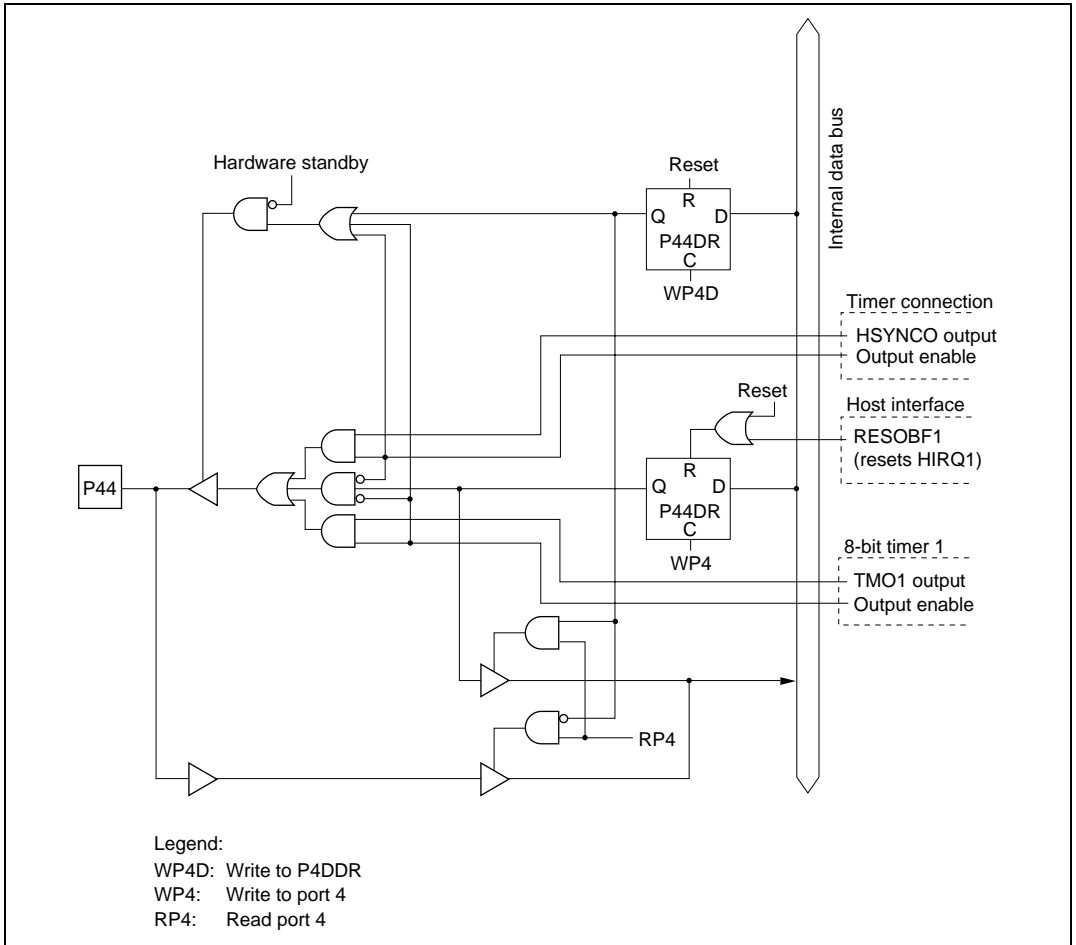 Hardware standby
Reset
R
Q
D
P44DR
C
WP4D
Internal data bus
Timer connection
HSYNCO output
Output enable
Reset
Host interface
RESOBF1
(resets HIRQ1)
R
P44
Q
D
P44DR
C
WP4
8-bit timer 1
TMO1 output
Output enable
RP4
Legend:
WP4D: Write to P4DDR
WP4: Write to port 4
RP4: Read port 4